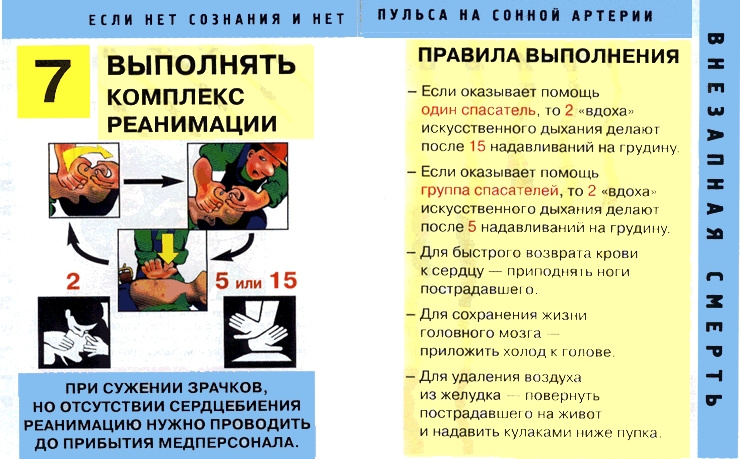 ЕСЛИ НЕТ СОЗНАНИЯ И НЕТ ПУЛЬСА НА СОННОЙ АРТЕРИИ
7
ВЫПОЛНЯТЬ
КОМПЛЕКС
РЕАНИМАЦИИ
2
5 или 15
ПРИ СУЖЕНИИ ЗРАЧКОВ,
НО ОТСУТСТВИИ СЕРДЦЕБИЕНИЯ
РЕАНИМАЦИЮ НУЖНО ПРОВОДИТЬ
ДО ПРИБЫТИЯ МЕДПЕРСОНАЛА.
ПРАВИЛА ВЫПОЛНЕНИЯ
– Если оказывает помощь
один спасатель, то 2 «вдоха»
искусственного дыхания делают
после 15 надавливаний на грудину.
– Если оказывает помощь
группа спасателей, то 2 «вдоха»
искусственного дыхания делают
после 5 надавливаний на грудину.
– Для быстрого возврата крови
к сердцу — приподнять ноги
пострадавшего.
– Для сохранения жизни
головного мозга —
приложить холод к голове.
– Для удаления воздуха
из желудка — повернуть
пострадавшего на живот
и надавить кулаками ниже пупка.
ВНЕЗАПНАЯ СМЕРТЬ